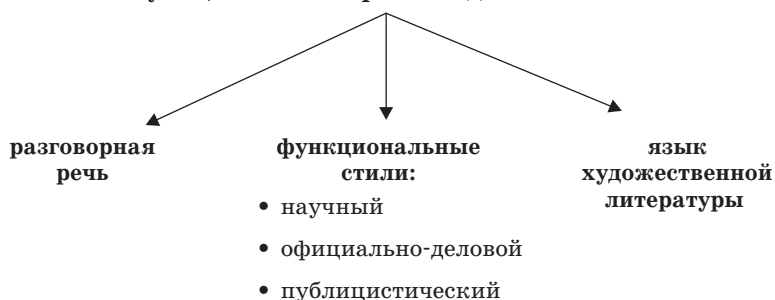 разговорная
речь
функциональные
стили:
• научный
• официально-деловой
• публицистический
язык
художественной
литературы